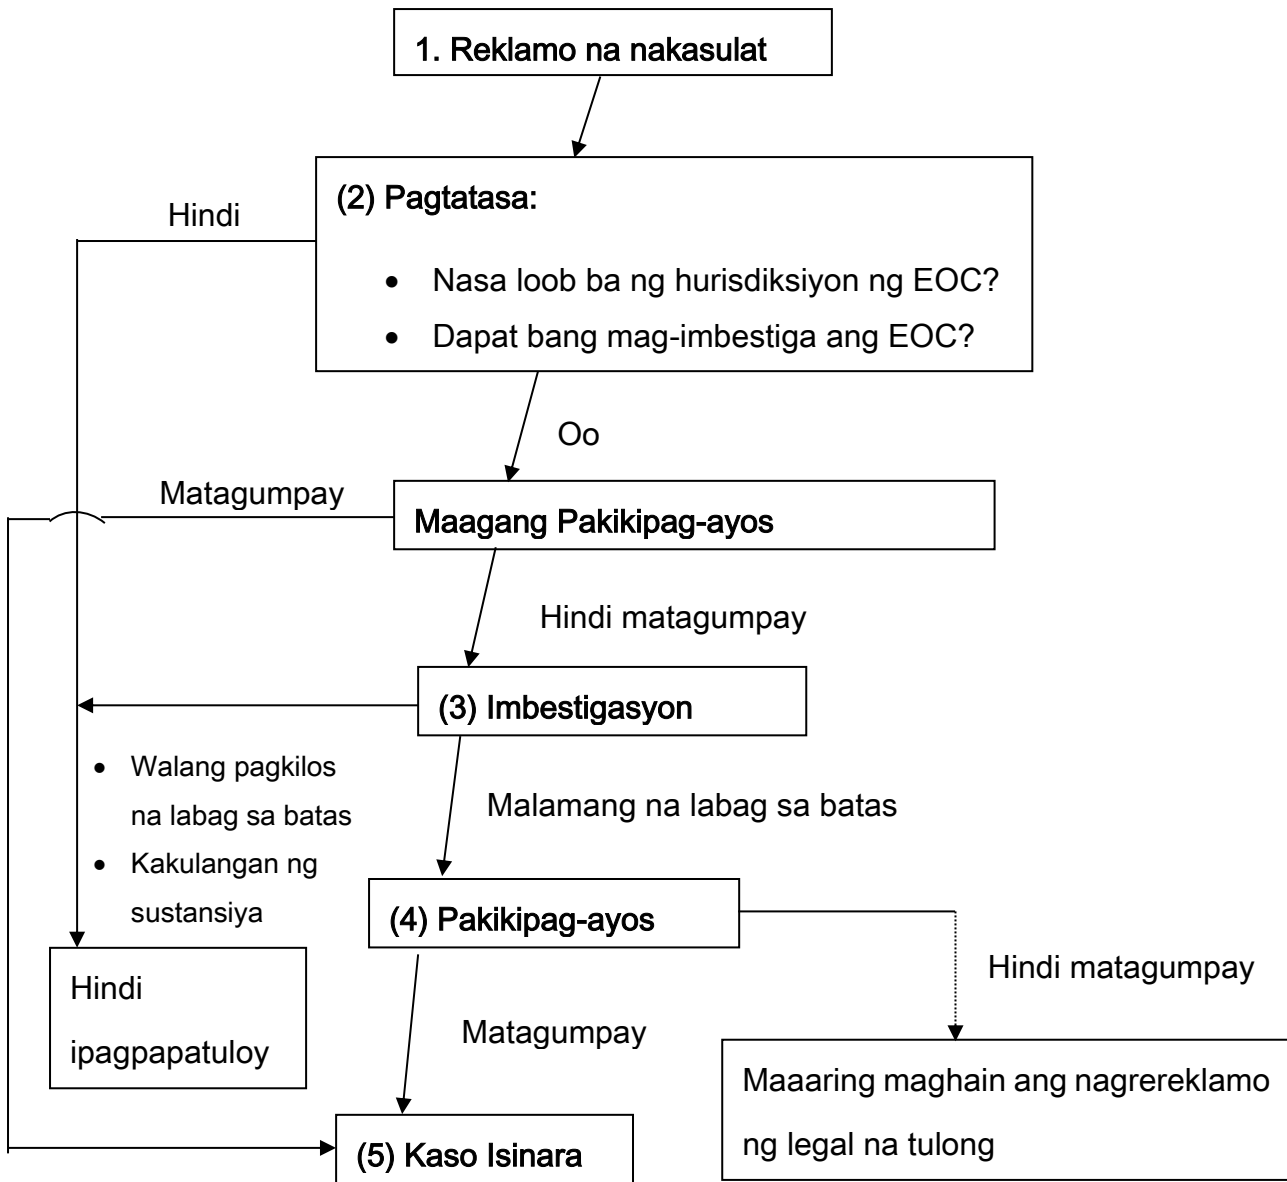 1. Reklamo na nakasulat
(2) Pagtatasa:
Hindi
• Nasa loob ba ng hurisdiksiyon ng EOC?
• Dapat bang mag-imbestiga ang EOC?
Oo
Matagumpay
Maagang Pakikipag-ayos
Hindi matagumpay
(3) Imbestigasyon
• Walang pagkilos
na labag sa batas
• Kakulangan ng
sustansiya
Malamang na labag sa batas
(4) Pakikipag-ayos
Hindi
ipagpapatuloy
Hindi matagumpay
Matagumpay
Maaaring maghain ang nagrereklamo
ng legal na tulong
(5) Kaso Isinara